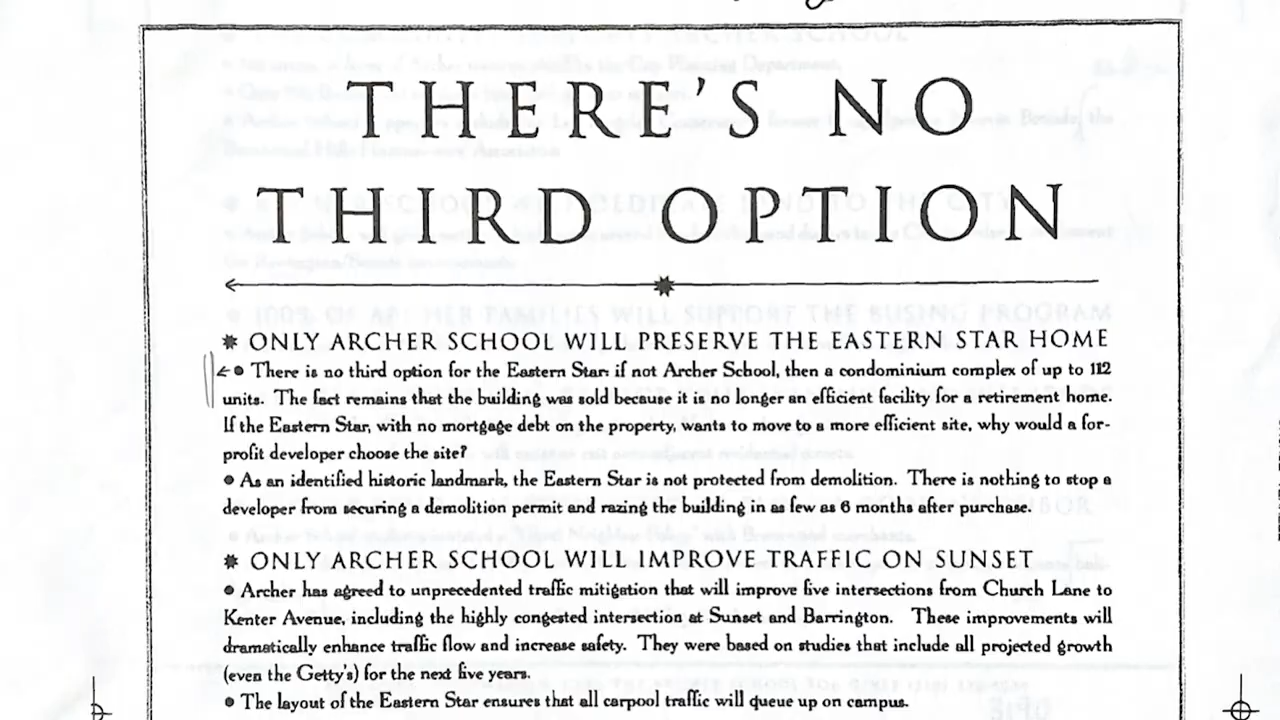 THERE'S NO
THIRD OPTION
ONLY ARCHER SCHOOL WILL PRESERVE THE EASTERN STAR HOME
There is no third option for the Eastern Star: if not Archer School, then a condominium complex of up to 112
units. The fact remains that the building was sold because it is no longer an efficient facility for a retirement home.
If the Eastern Star, with no mortgage debt on the property, wants to move to a more efficient site, why would a for-
profit developer choose the site?
• As an identified historic landmark, the Eastern Star is not protected from demolition. There is nothing to stop a
developer from securing a demolition permit and razing the building in as few as 6 months after purchase.
ONLY ARCHER SCHOOL WILL IMPROVE TRAFFIC ON SUNSET
• Archer has agreed to unprecedented traffic mitigation that will improve five intersections from Church Lane to
Kenter Avenue, including the highly congested intersection at Sunset and Barrington. These improvements will
dramatically enhance traffic flow and increase safety. They were based on studies that include all projected growth
(even the Getty's) for the next five years.
• The layout of the Eastern Star ensures that all carpool traffic will queue up on campus.